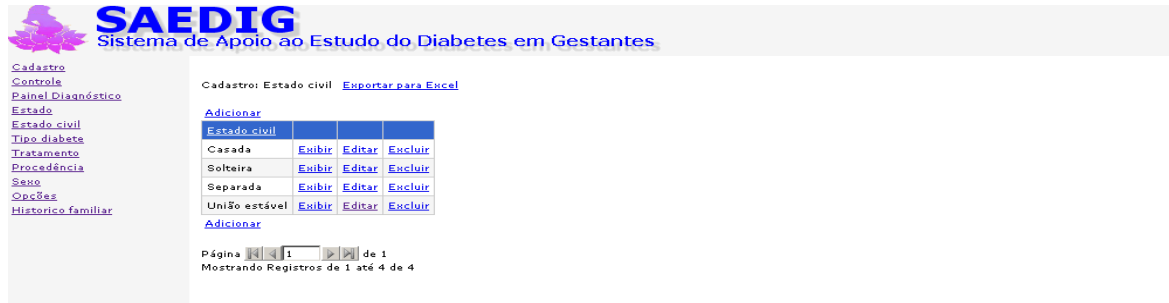 SAEDIG
Sistema de Apoio ao Estudo do Diabetes em Gestantes
Cadastro
Controle
Painel Diagnóstico
Estado
Estado civil
Tipo diabete
Tratamento
Procedência
Sexo
Opções
Historico familiar
Cadastro: Estado civil Exportar para Excel
Adicionar
Estado civil
Casada Exibir Editar Excluir
Solteira Exibir Editar Excluir
Separada Exibir Editar Excluir
União estável Exibir Editar Excluir
Adicionar
Página 1 de 1
Mostrando Registros de 1 até 4 de 4